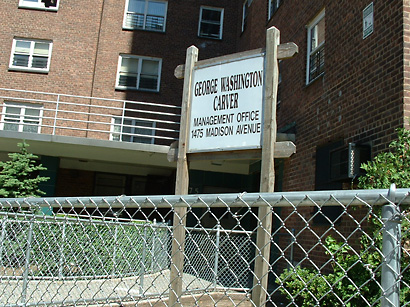 GEORGE WASHINGTON
CARVER
MANAGEMENT OFFICE
1475 MADISON AVENUE